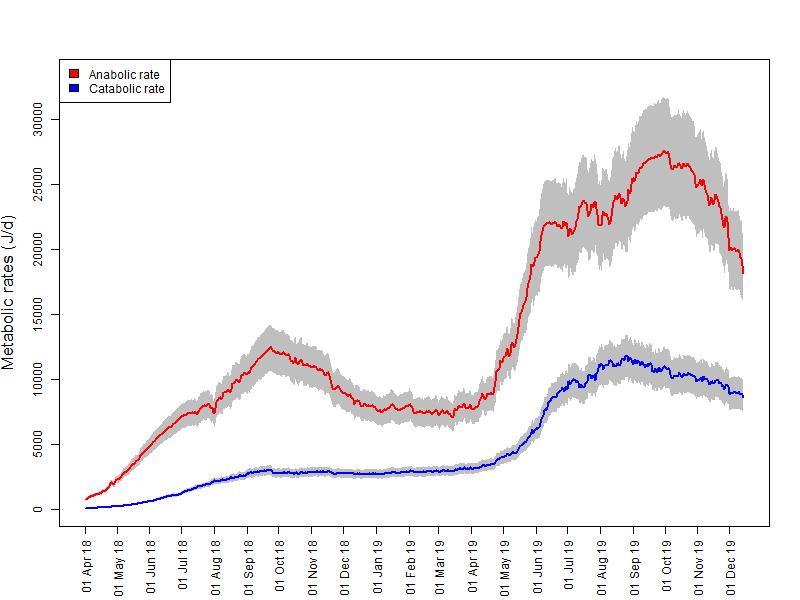 Anabolic rate
Catabolic rate
Metabolic rates (J/d)
30000
25000
20000
15000
10000
5000
0
01 Apr 18
01 May 18
01 Jun 18
01 Jul 18
01 Aug 18
01 Sep 18
01 Oct 18
01 Nov 18
01 Dec 18
01 Jan 19
01 Feb 19
01 Mar 19
01 Apr 19
01 May 19
01 Jun 19
01 Jul 19
01 Aug 19
01 Sep 19
01 Oct 19
01 Nov 19
01 Dec 19